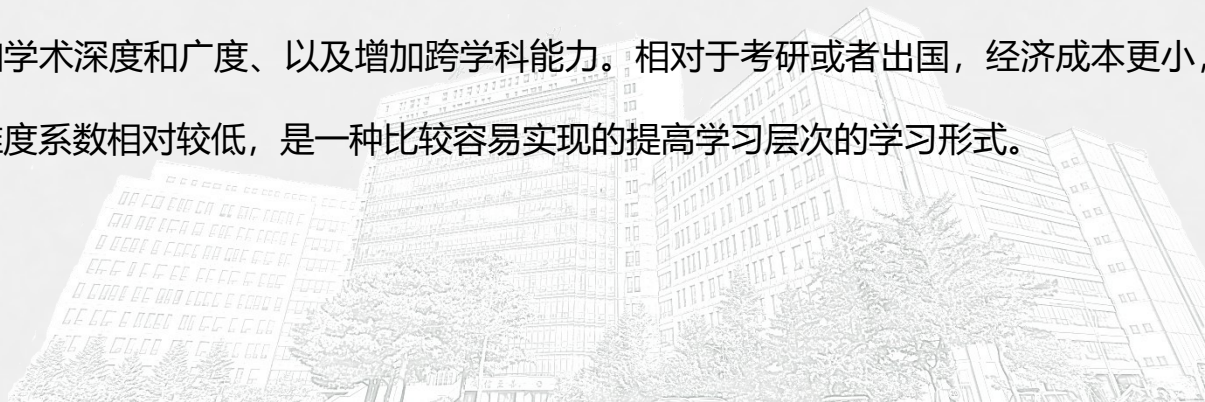 学术深度和广度、以及增加跨学科能力。相对于考研或者出国，经济成本更小，
度系数相对较低，是一种比较容易实现的提高学习层次的学习形式。